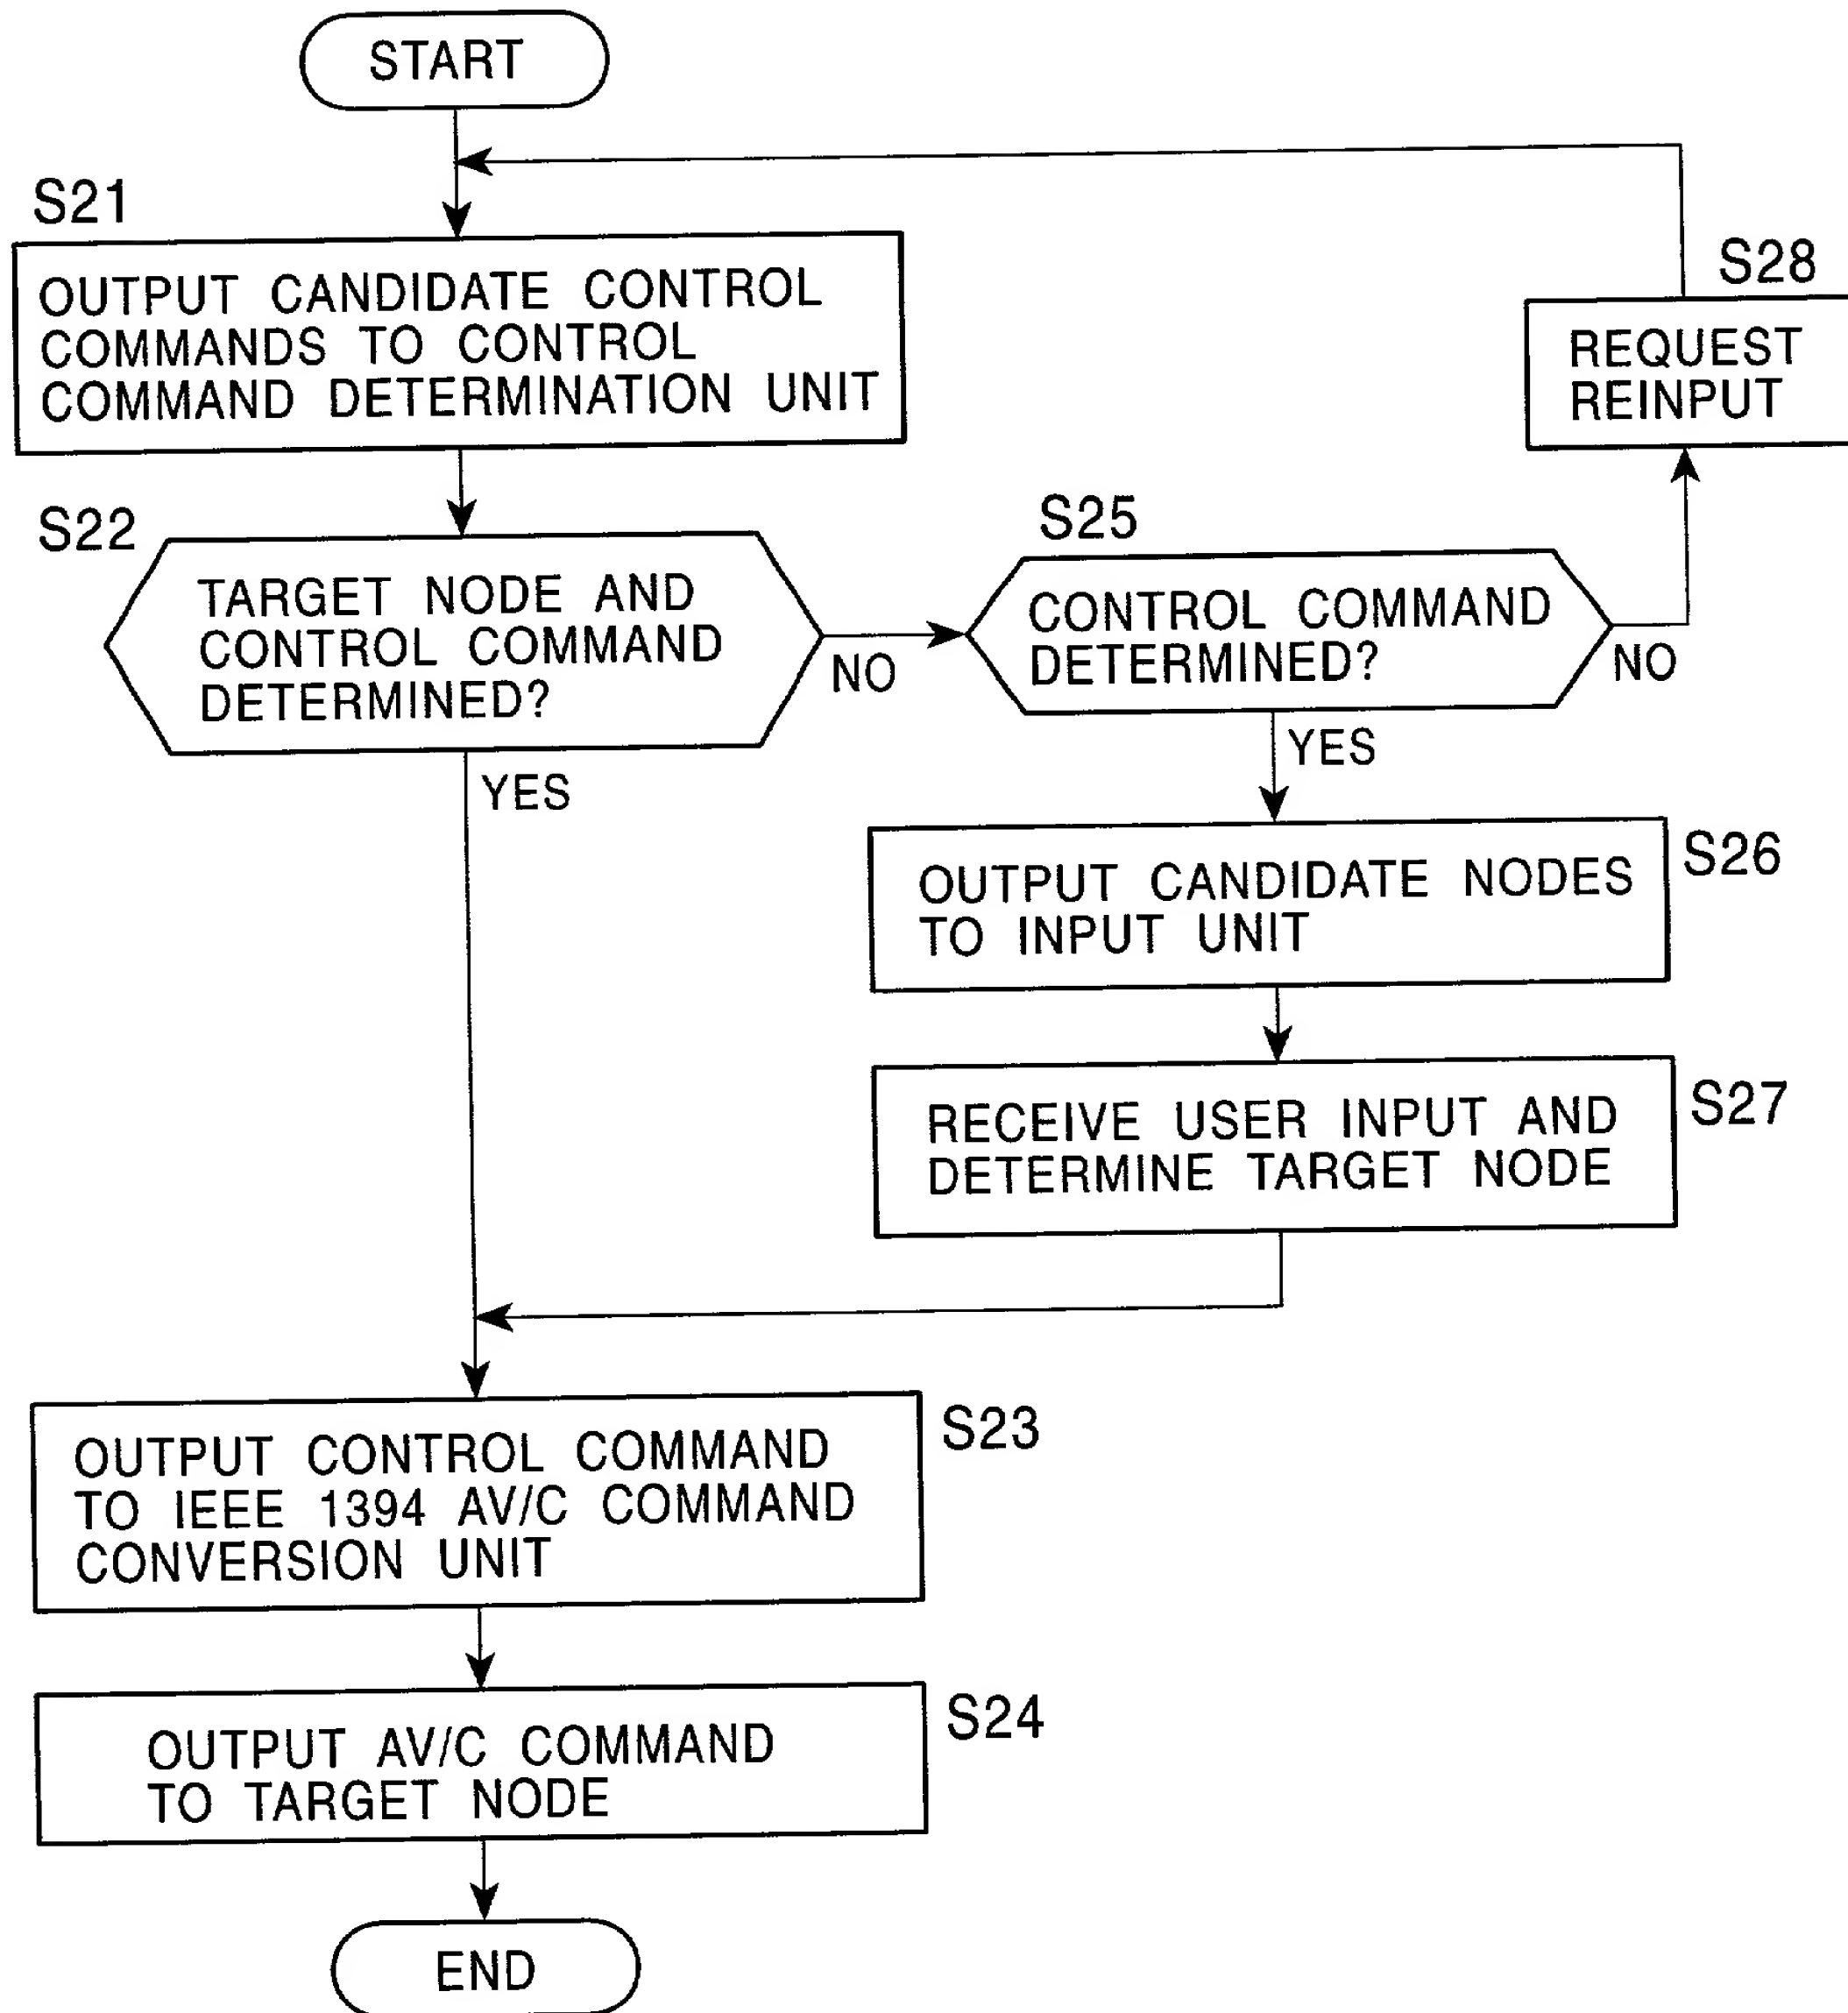 START
S21
OUTPUT CANDIDATE CONTROL
COMMANDS TO CONTROL
COMMAND DETERMINATION UNIT
S28
REQUEST
REINPUT
S22
TARGET NODE AND
CONTROL COMMAND
DETERMINED?
NO
YES
S25
CONTROL COMMAND
DETERMINED?
NO
YES
S26
OUTPUT CANDIDATE NODES
TO INPUT UNIT
S27
RECEIVE USER INPUT AND
DETERMINE TARGET NODE
S23
OUTPUT CONTROL COMMAND
TO IEEE 1394 AV/C COMMAND
CONVERSION UNIT
S24
OUTPUT AV/C COMMAND
TO TARGET NODE
END